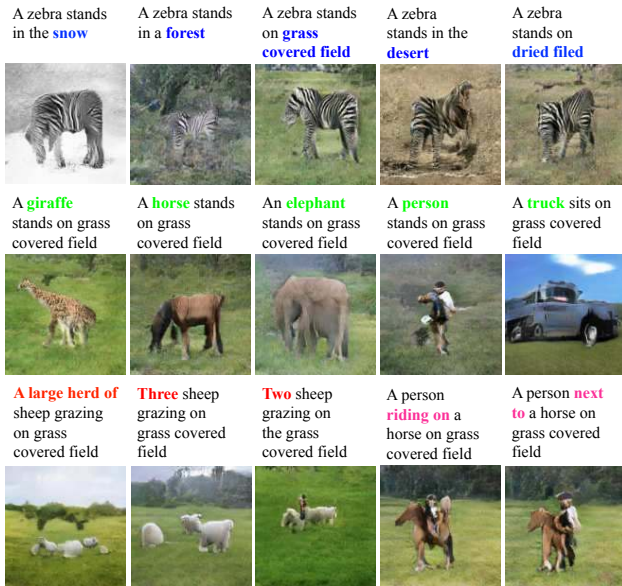 A zebra stands
in the snow
A zebra stands
in a forest
A zebra stands
on grass
covered field
A zebra
stands in the
desert
A zebra
stands on
dried filed
A giraffe
stands on grass
covered field
A horse stands
on grass
covered field
An elephant
stands on grass
covered field
A person
stands on grass
covered field
A truck sits on
grass covered
field
A large herd of
sheep grazing
on grass
covered field
Three sheep
grazing on
grass covered
field
Two sheep
grazing on
the grass
covered field
A person
riding on a
horse on grass
covered field
A person next
to a horse on
grass covered
field